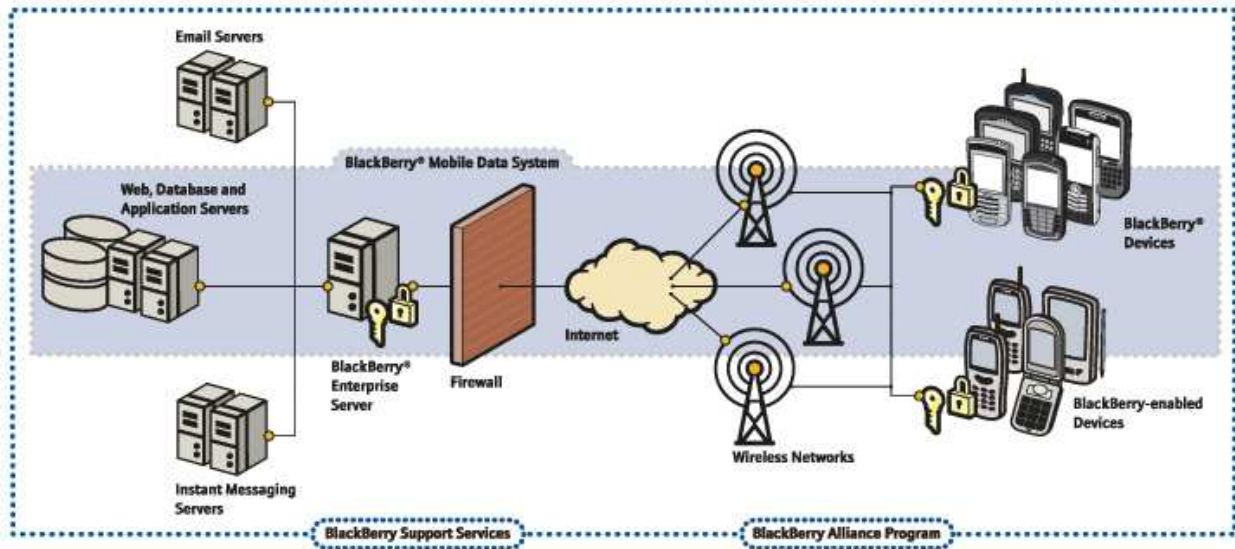 Email Servers
BlackBerry® Mobile Data System
Web, Database and
Application Servers
BlackBerry®
Devices
Internet
BlackBerry®
Enterprise
Server
Firewall
BlackBerry-enabled
Devices
Wireless Networks
Instant Messaging
Servers
BlackBerry Support Services
BlackBerry Alliance Program